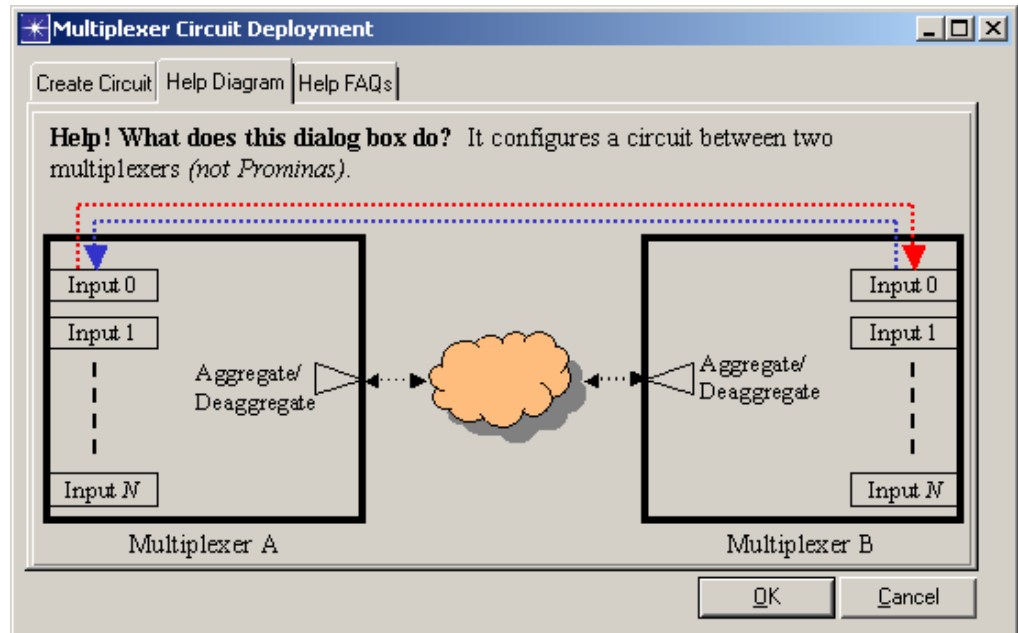 Multiplexer Circuit Deployment
Create Circuit Help Diagram Help FAQs
Help! What does this dialog box do? It configures a circuit between two
multiplexers (not Prominas).
Input 0 Input 0
Input 1 Input 1
Aggregate/ Aggregate/
Deaggregate Deaggregate
Input N Input N
Multiplexer A Multiplexer B
OK Cancel